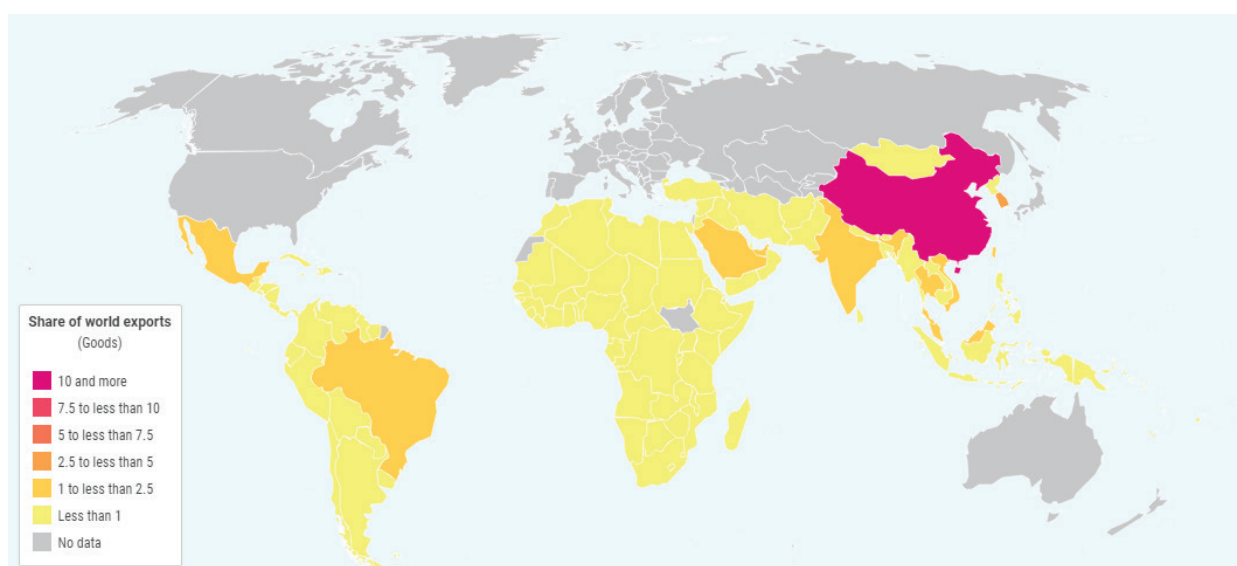 Share of world exports
(Goods)
10 and more
7.5 to less than 10
5 to less than 7.5
2.5 to less than 5
1 to less than 2.5
Less than 1
No data